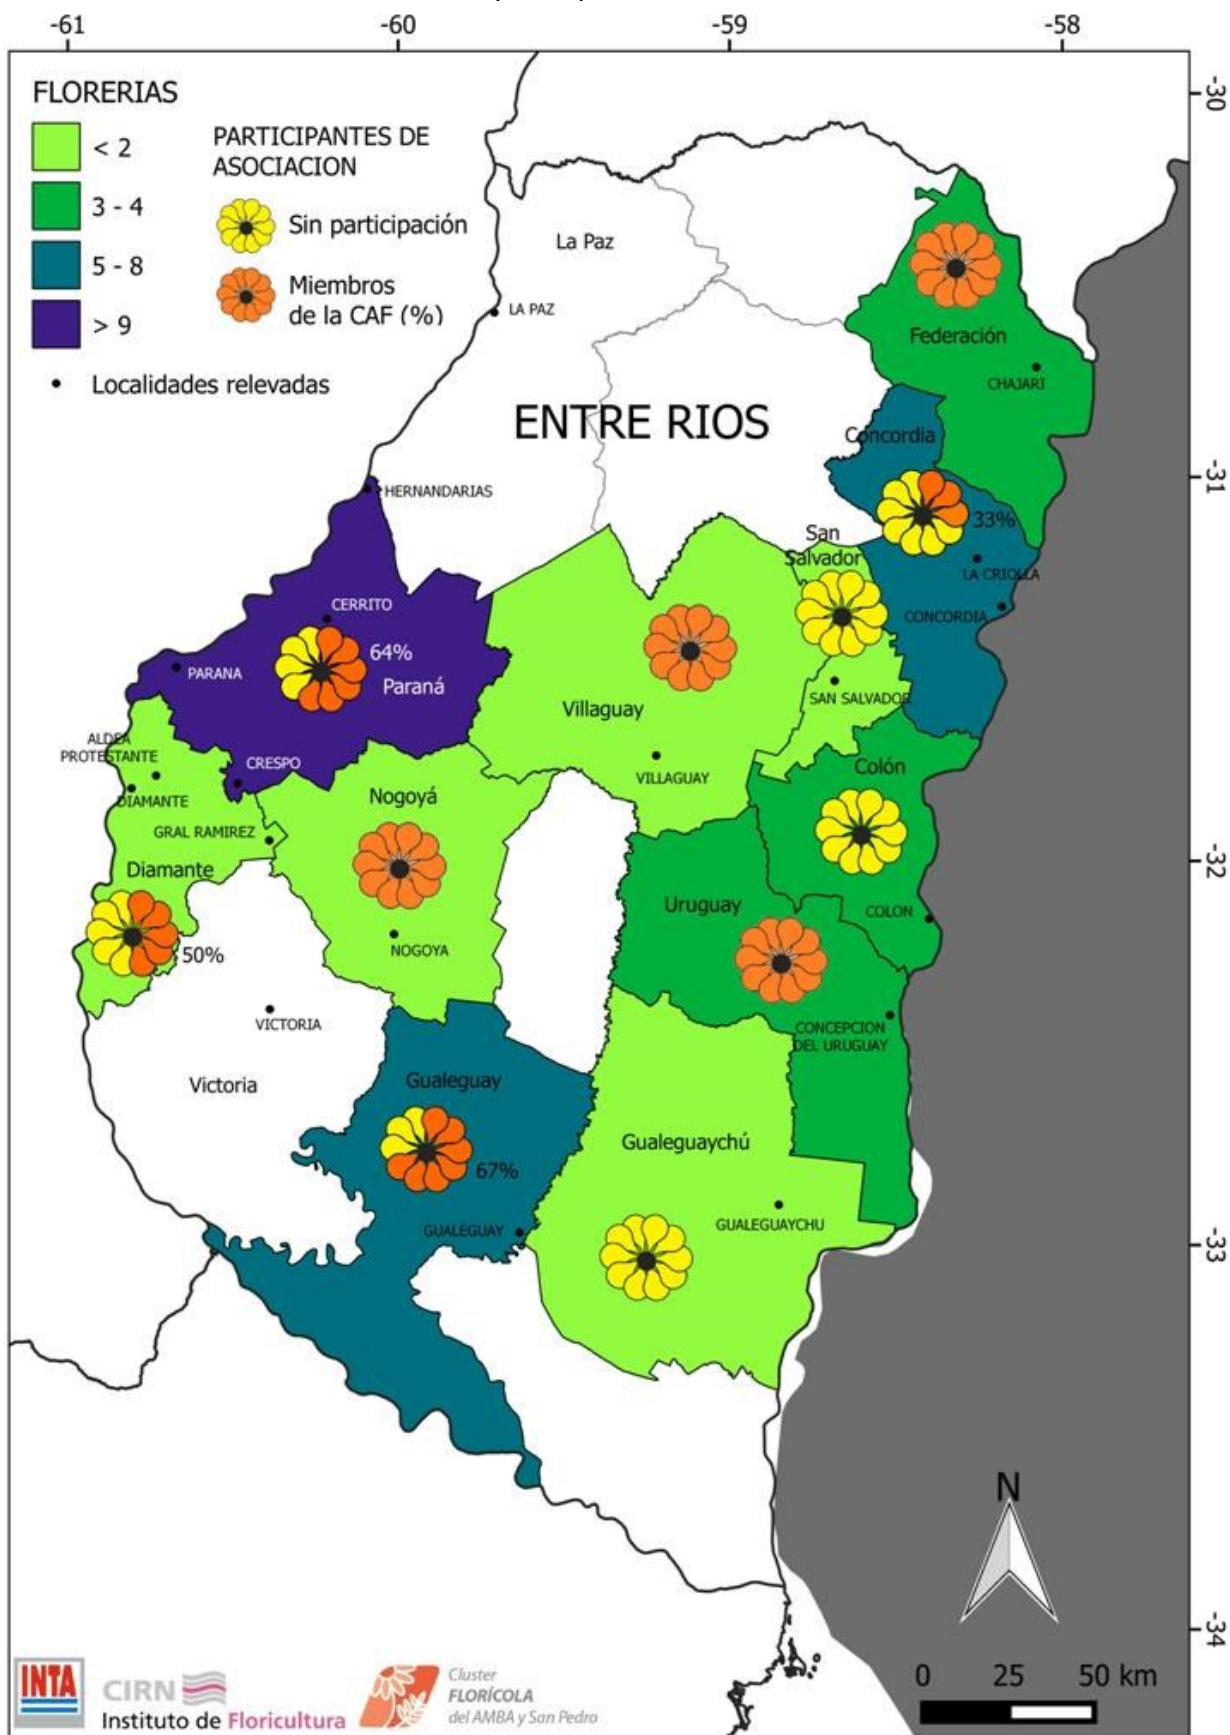 -61
-60
-59
-58
-30
-31
-32
-33
-34
FLORERIAS
< 2
3 - 4
5 - 8
> 9
Localidades relevadas
PARTICIPANTES DE
ASOCIACION
Sin participación
Miembros
de la CAF (%)
La Paz
LA PAZ
Federación
CHAJARI
ENTRE RIOS
Concordia
33%
LA CRIOLLA
CONCORDIA
HERNANDARIAS
San
Salvador
SAN SALVADOR
CERRITO
64%
PARANA
Paraná
CRESPO
Villaguay
VILLAGUAY
ALDEA
PROTESTANTE
DIAMANTE
GRAL RAMIREZ
Diamante
50%
Nogoyá
NOGOYA
Colón
COLON
Uruguay
CONCEPCION
DEL URUGUAY
VICTORIA
Victoria
Gualeguay
67%
GUALEGUAY
Gualeguaychú
GUALEGUAYCHU
N
0 25 50 km
INTA
CIRN
Instituto de Floricultura
Cluster
FLORÍCOLA
del AMBA y San Pedro